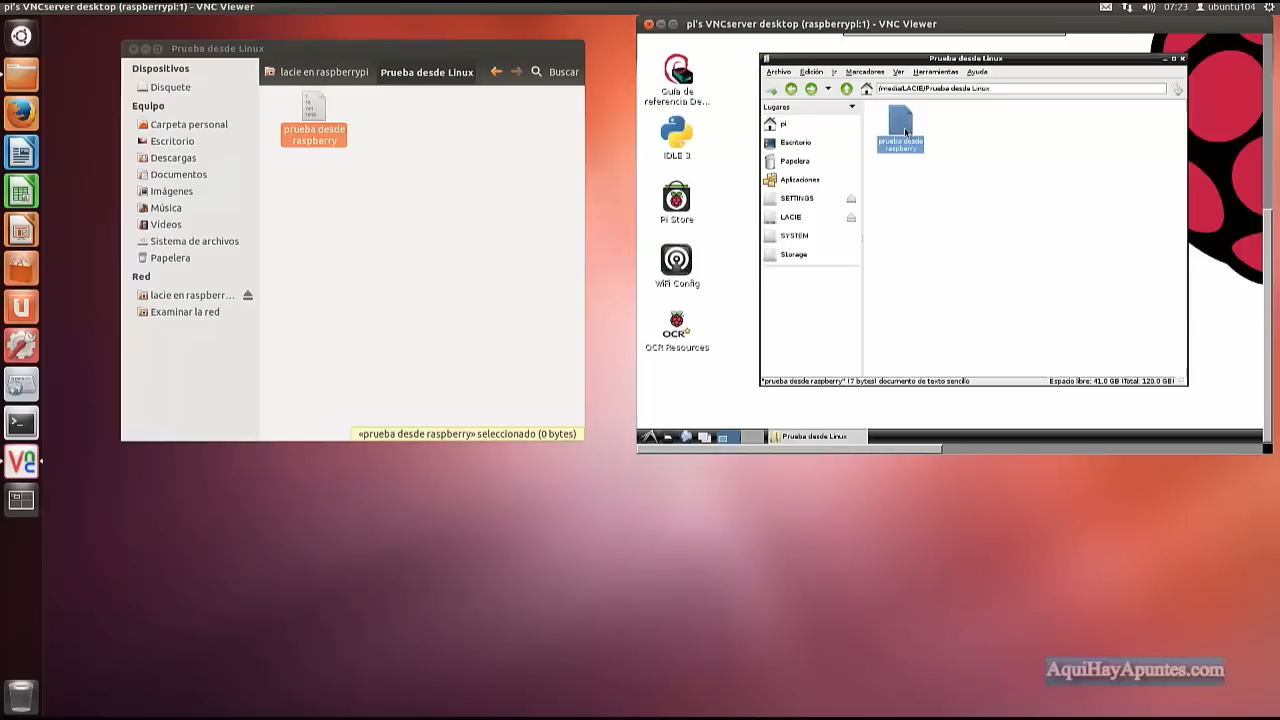 pi's VNCserver desktop (raspberrypi:1) - VNC Viewer
07:23
ubuntu104
Prueba desde Linux
Dispositivos
Disquete
Equipo
Carpeta personal
Escritorio
Descargas
Documentos
Imágenes
Música
Vídeos
Sistema de archivos
Papelera
Red
lacie en raspberr...
Examinar la red
lacie en raspberrypi
Prueba desde Linux
Buscar
prueba desde
raspberry
«prueba desde raspberry» seleccionado (0 bytes)
pi's VNCserver desktop (raspberrypi:1) - VNC Viewer
Guía de
referencia De...
IDLE 3
Pi Store
WiFi Config
OCR
OCR Resources
Prueba desde Linux
Archivo Edición Ir Marcadores Ver Herramientas Ayuda
/media/LACIE/Prueba desde Linux
Lugares
pi
Escritorio
Papelera
Aplicaciones
SETTINGS
LACIE
SYSTEM
Storage
prueba desde
raspberry
"prueba desde raspberry" (7 bytes) documento de texto sencillo
Espacio libre: 41.0 GB (Total: 120.0 GB)
Prueba desde Linux
AquiHayApuntes.com